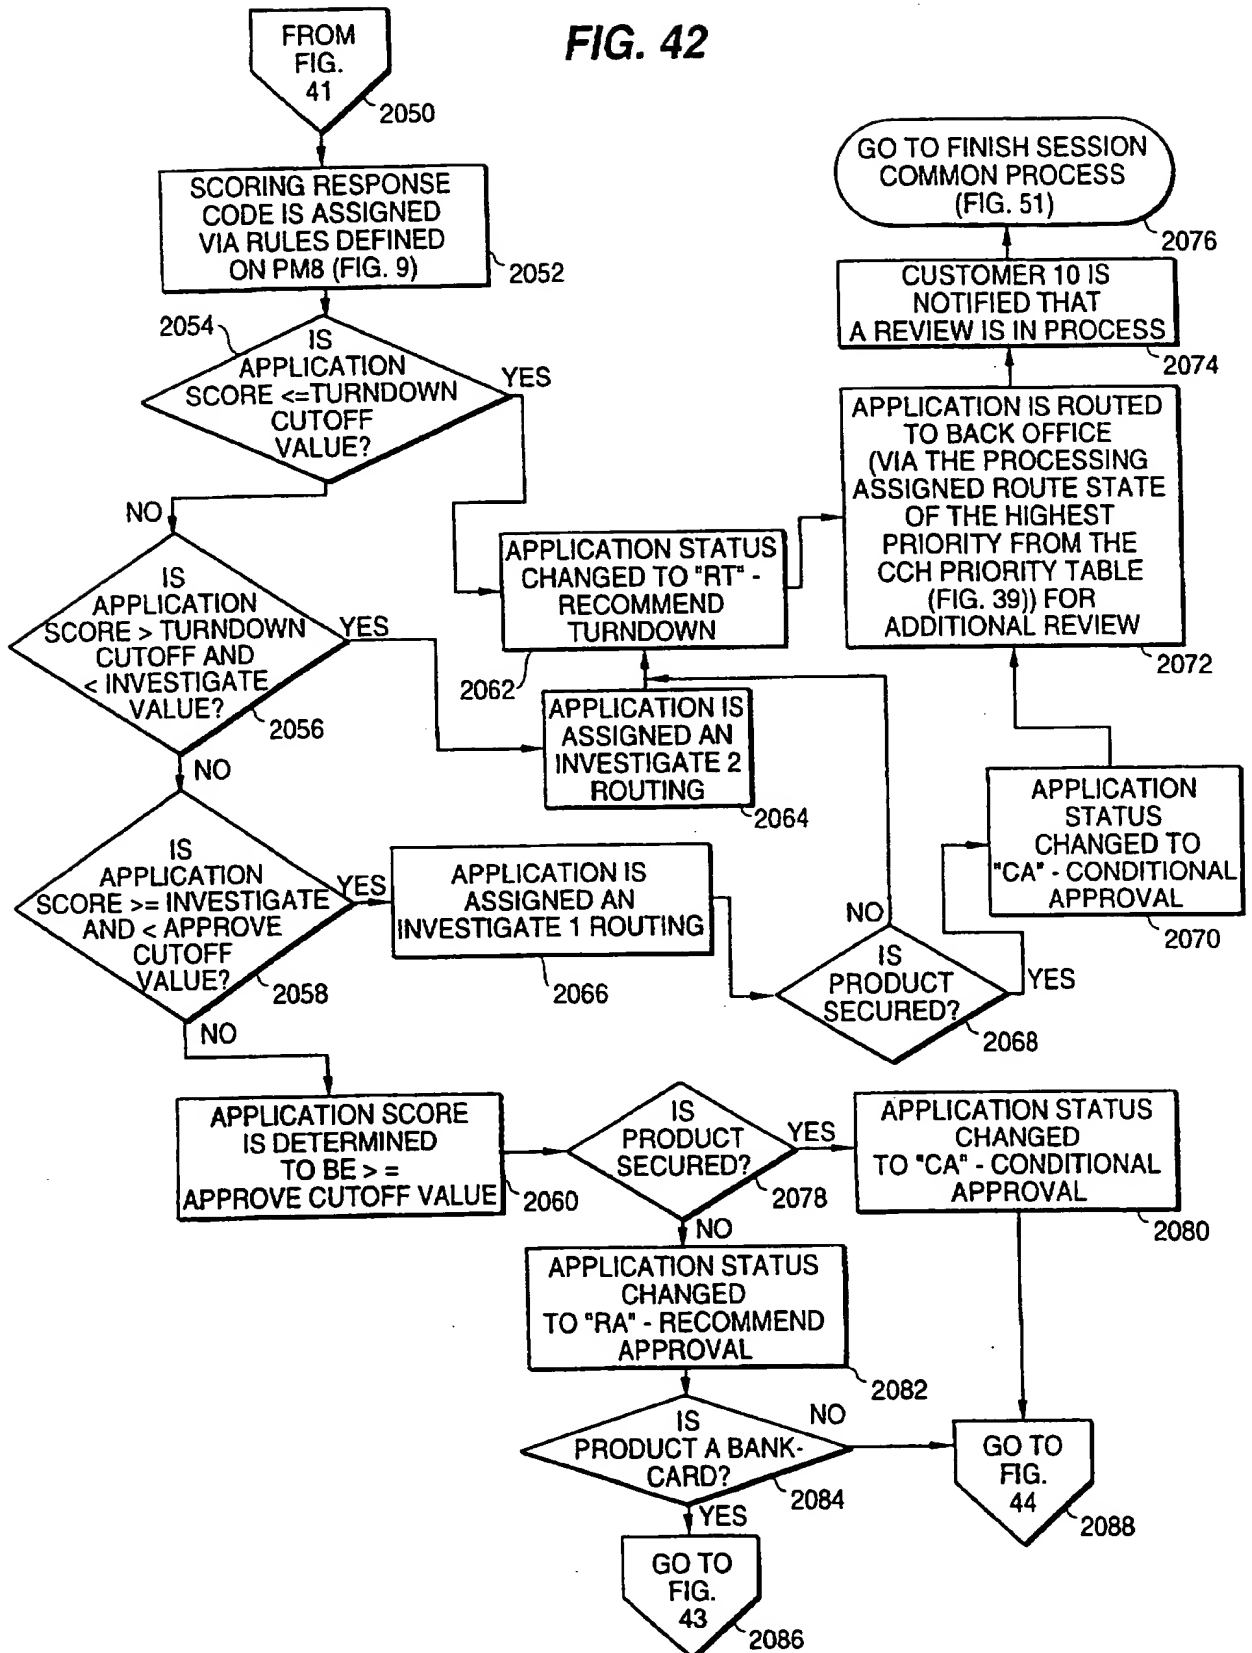 FIG. 42
FROM
FIG.
41
2050
SCORING RESPONSE
CODE IS ASSIGNED
VIA RULES DEFINED
ON PM8 (FIG. 9)
2052
2054
IS
APPLICATION
SCORE <=TURNDOWN
CUTOFF
VALUE?
YES
NO
IS
APPLICATION
SCORE > TURNDOWN
CUTOFF AND
< INVESTIGATE
VALUE?
YES
2056
NO
IS
APPLICATION
SCORE >= INVESTIGATE
AND < APPROVE
CUTOFF
VALUE?
YES
2058
NO
APPLICATION SCORE
IS DETERMINED
TO BE > =
APPROVE CUTOFF VALUE
2060
APPLICATION STATUS
CHANGED TO "RT" -
RECOMMEND
TURNDOWN
2062
APPLICATION IS
ASSIGNED AN
INVESTIGATE 2
ROUTING
2064
APPLICATION IS
ASSIGNED AN
INVESTIGATE 1 ROUTING
2066
NO
IS
PRODUCT
SECURED?
YES
2068
APPLICATION
STATUS
CHANGED TO
"CA" - CONDITIONAL
APPROVAL
2070
APPLICATION IS ROUTED
TO BACK OFFICE
(VIA THE PROCESSING
ASSIGNED ROUTE STATE
OF THE HIGHEST
PRIORITY FROM THE
CCH PRIORITY TABLE
(FIG. 39)) FOR
ADDITIONAL REVIEW
2072
CUSTOMER 10 IS
NOTIFIED THAT
A REVIEW IS IN PROCESS
2074
GO TO FINISH SESSION
COMMON PROCESS
(FIG. 51)
2076
IS
PRODUCT
SECURED?
YES
2078
NO
APPLICATION STATUS
CHANGED
TO "CA" - CONDITIONAL
APPROVAL
2080
APPLICATION STATUS
CHANGED
TO "RA" - RECOMMEND
APPROVAL
2082
IS
PRODUCT A BANK-
CARD?
NO
2084
YES
GO TO
FIG.
43
2086
GO TO
FIG.
44
2088